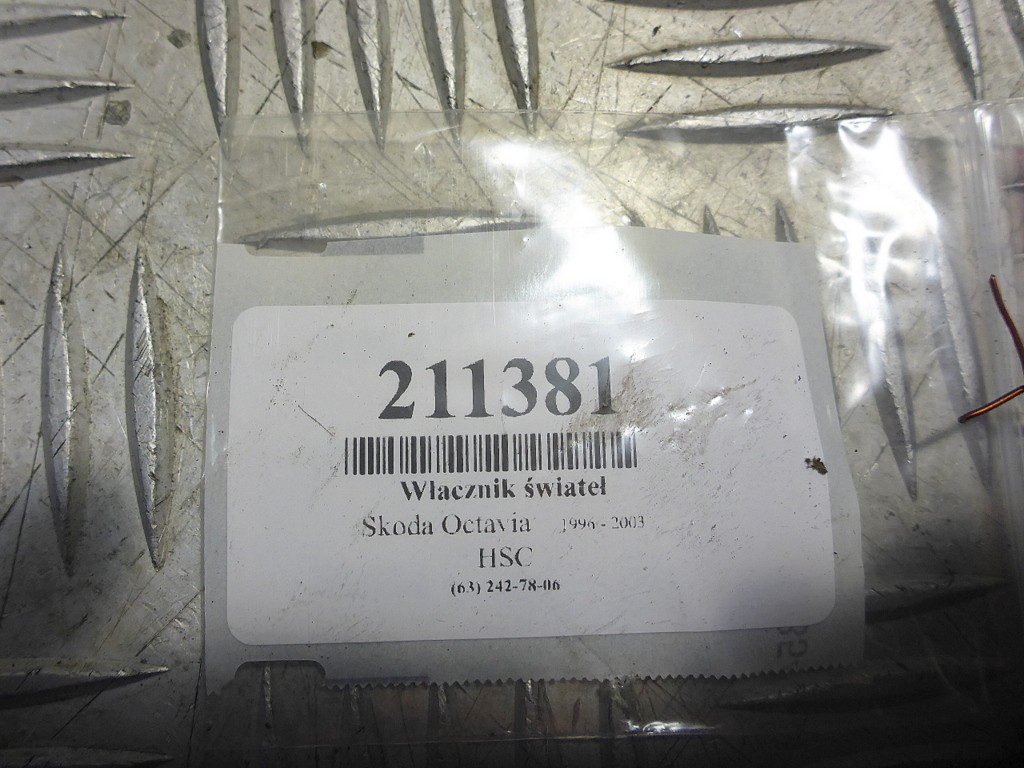 211381
Włacznik świateł
Skoda Octavia 1996 - 2003
HSC
(63) 242-78-06